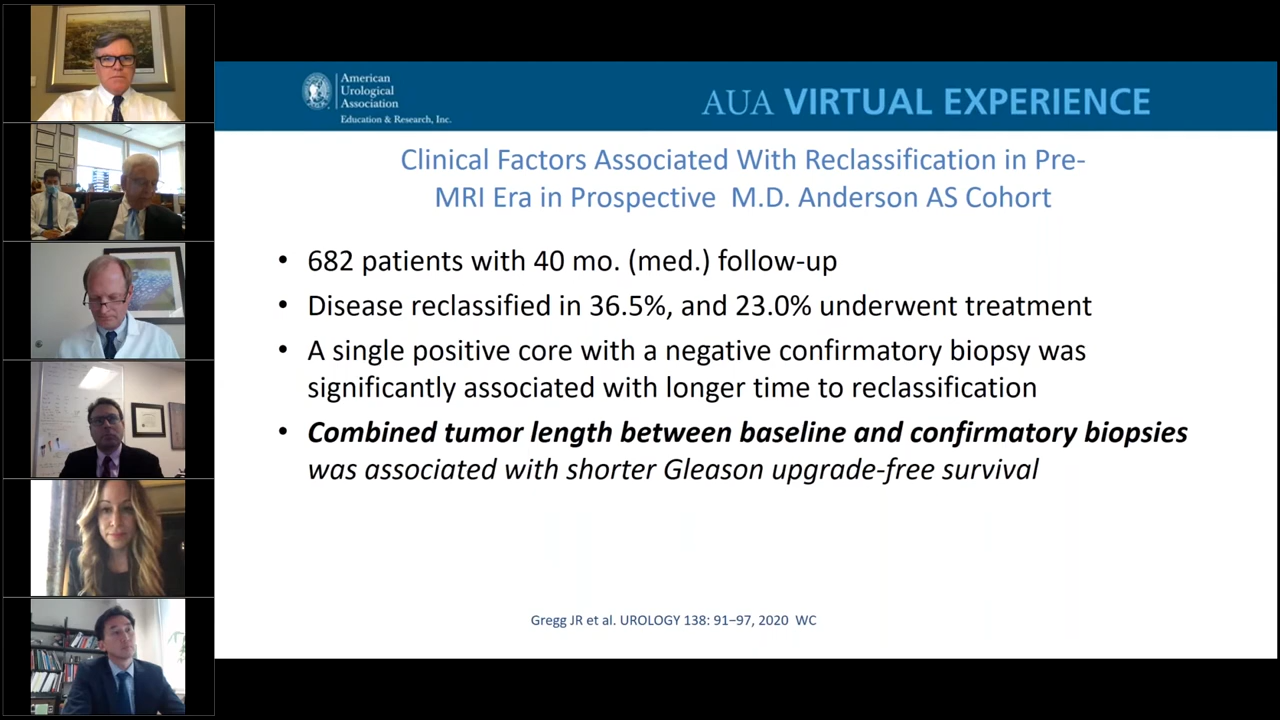 American
Urological
Association
Education & Research, Inc.
AUA VIRTUAL EXPERIENCE
Clinical Factors Associated With Reclassification in Pre-
MRI Era in Prospective M.D. Anderson AS Cohort
• 682 patients with 40 mo. (med.) follow-up
• Disease reclassified in 36.5%, and 23.0% underwent treatment
• A single positive core with a negative confirmatory biopsy was
significantly associated with longer time to reclassification
• Combined tumor length between baseline and confirmatory biopsies
was associated with shorter Gleason upgrade-free survival
Gregg JR et al. UROLOGY 138: 91–97, 2020 WC